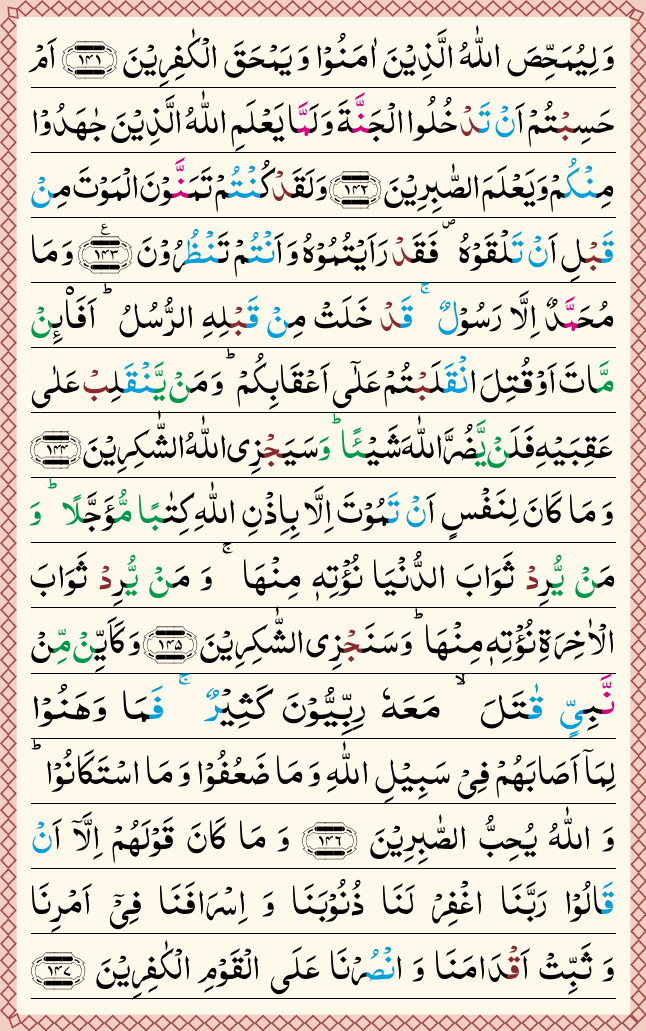 وَ لِیُمَحِّصَ اللّٰهُ الَّذِیْنَ اٰمَنُوْا وَ یَمْحَقَ الْكٰفِرِیْنَ ﴿۱۴۱﴾ اَمْ
حَسِبْتُمْ اَنْ تَدْخُلُوا الْجَنَّةَ وَ لَمَّا یَعْلَمِ اللّٰهُ الَّذِیْنَ جٰهَدُوْا
مِنْكُمْ وَ یَعْلَمَ الصّٰبِرِیْنَ ﴿۱۴۲﴾ وَ لَقَدْ كُنْتُمْ تَمَنَّوْنَ الْمَوْتَ مِنْ
قَبْلِ اَنْ تَلْقَوْهُ ۪ فَقَدْ رَاَیْتُمُوْهُ وَ اَنْتُمْ تَنْظُرُوْنَ ﴿۱۴۳﴾ع وَ مَا
مُحَمَّدٌ اِلَّا رَسُوْلٌ ۚ قَدْ خَلَتْ مِنْ قَبْلِهِ الرُّسُلُ ؕ اَفَاۡئِنْ
مَّاتَ اَوْ قُتِلَ انْقَلَبْتُمْ عَلٰۤی اَعْقَابِكُمْ ؕ وَ مَنْ یَّنْقَلِبْ عَلٰی
عَقِبَیْهِ فَلَنْ یَّضُرَّ اللّٰهَ شَیْـًٔا ؕ وَ سَیَجْزِی اللّٰهُ الشّٰكِرِیْنَ ﴿۱۴۴﴾
وَ مَا كَانَ لِنَفْسٍ اَنْ تَمُوْتَ اِلَّا بِاِذْنِ اللّٰهِ كِتٰبًا مُّؤَجَّلًا ؕ وَ
مَنْ یُّرِدْ ثَوَابَ الدُّنْیَا نُؤْتِهٖ مِنْهَا ۚ وَ مَنْ یُّرِدْ ثَوَابَ
الْاٰخِرَةِ نُؤْتِهٖ مِنْهَا ؕ وَ سَنَجْزِی الشّٰكِرِیْنَ ﴿۱۴۵﴾ وَ كَاَیِّنْ مِّنْ
نَّبِیٍّ قٰتَلَ ۙ مَعَهٗ رِبِّیُّوْنَ كَثِیْرٌ ۚ فَمَا وَهَنُوْا
لِمَاۤ اَصَابَهُمْ فِیْ سَبِیْلِ اللّٰهِ وَ مَا ضَعُفُوْا وَ مَا اسْتَكَانُوْا ؕ
وَ اللّٰهُ یُحِبُّ الصّٰبِرِیْنَ ﴿۱۴۶﴾ وَ مَا كَانَ قَوْلَهُمْ اِلَّاۤ اَنْ
قَالُوْا رَبَّنَا اغْفِرْ لَنَا ذُنُوْبَنَا وَ اِسْرَافَنَا فِیْۤ اَمْرِنَا
وَ ثَبِّتْ اَقْدَامَنَا وَ انْصُرْنَا عَلَی الْقَوْمِ الْكٰفِرِیْنَ ﴿۱۴۷﴾